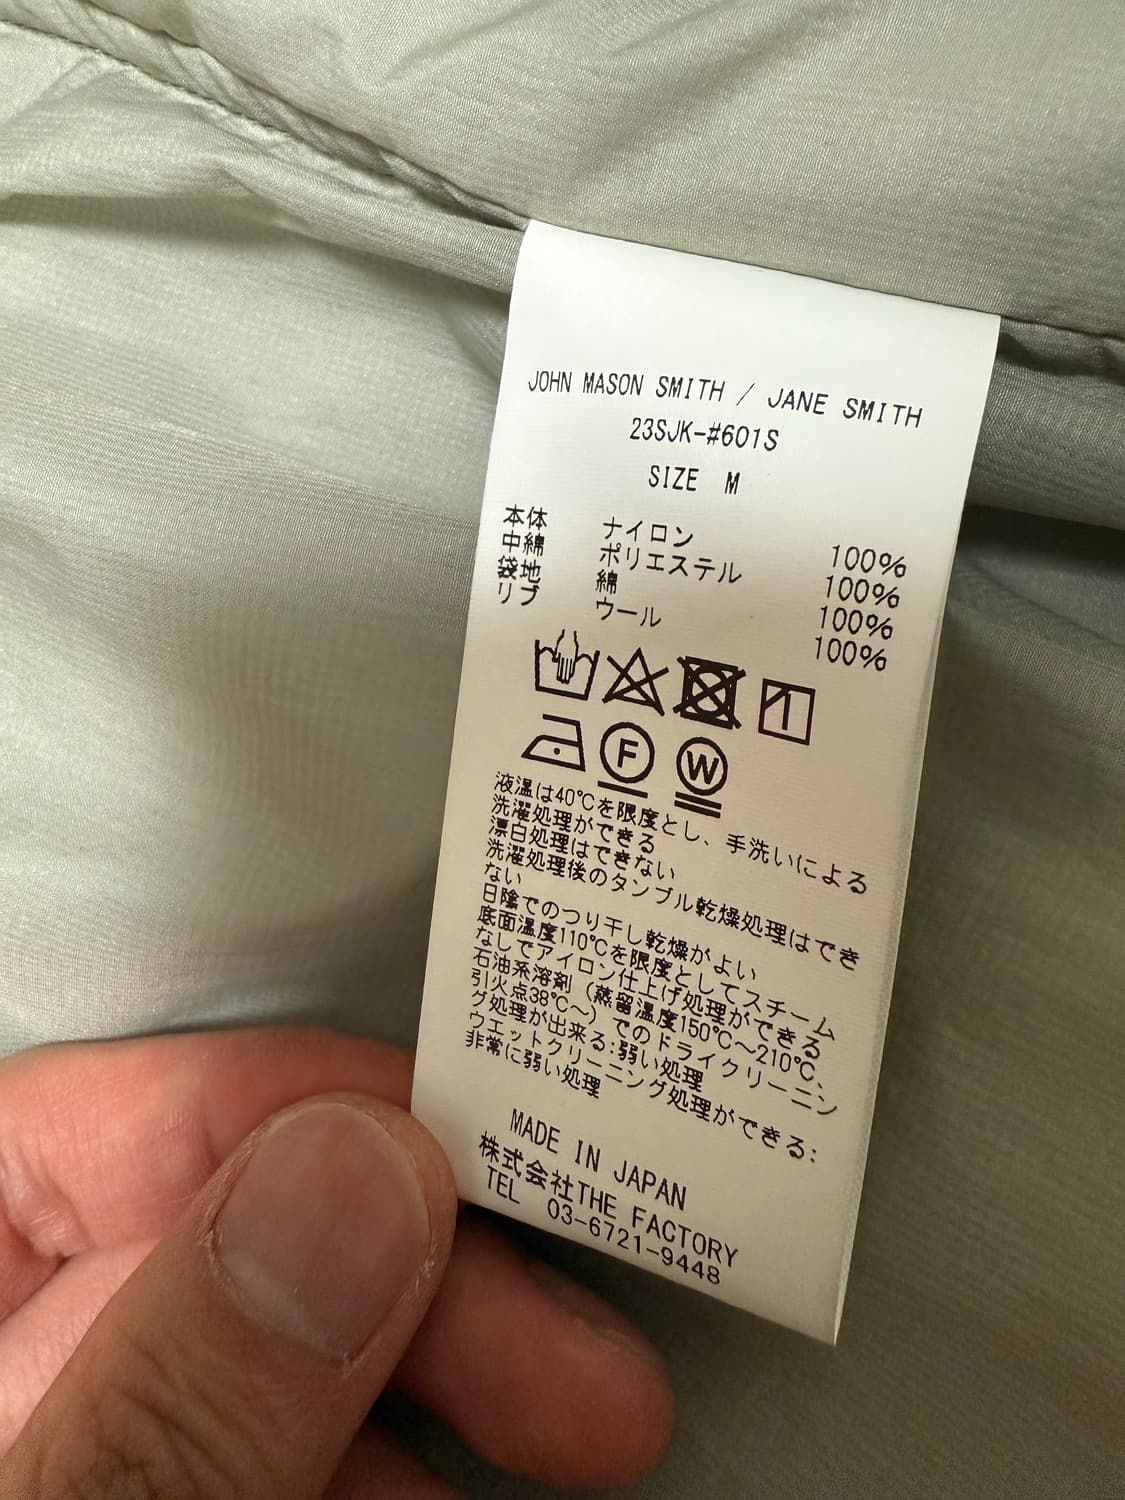 JOHN MASON SMITH / JANE SMITH
23SJK-#601S
SIZE M
本体 ナイロン 100%
中綿 ポリエステル 100%
袋地 綿 100%
リブ ウール 100%
F W
液温は40℃を限度とし、手洗いによる
洗濯処理ができる
漂白処理はできない
洗濯処理後のタンブル乾燥処理はでき
ない
日陰でのつり干し乾燥がよい
底面温度110℃を限度としてスチーム
なしでアイロン仕上げ処理ができる
石油系溶剤（蒸留温度150℃～210℃、
引火点38℃～）でのドライクリーニン
グ処理が出来る:弱い処理
ウエットクリーニング処理ができる:
非常に弱い処理
MADE IN JAPAN
株式会社THE FACTORY
TEL 03-6721-9448